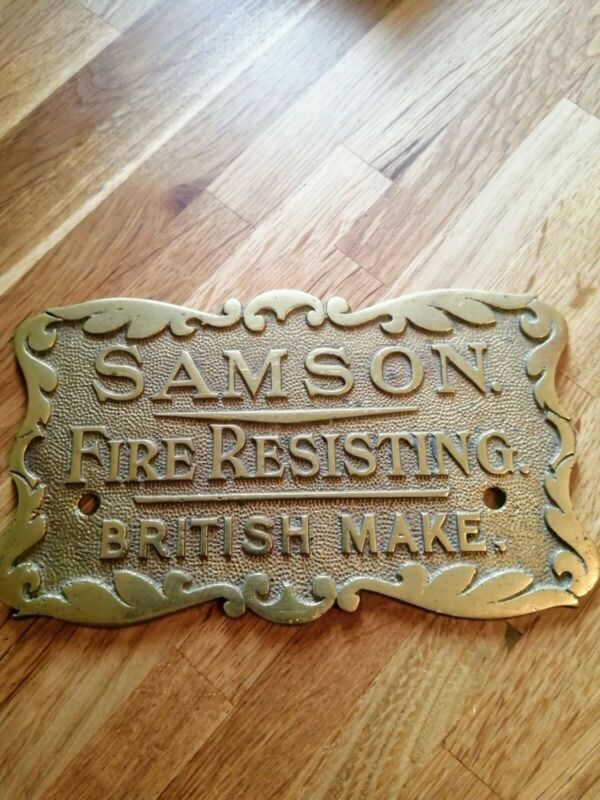 SAMSON.
FIRE RESISTING.
BRITISH MAKE.